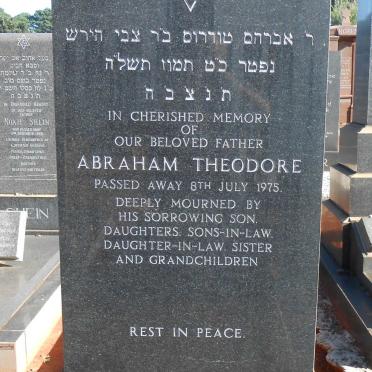 ר אברהם טודרוס ב״ר צבי הירש
נפטר כ״ט תמוז תשל״ה
ת נ צ ב ה
IN CHERISHED MEMORY
OF
OUR BELOVED FATHER
ABRAHAM THEODORE
PASSED AWAY 8TH JULY 1975.
DEEPLY MOURNED BY
HIS SORROWING SON,
DAUGHTERS, SONS-IN-LAW,
DAUGHTER-IN-LAW, SISTER
AND GRANDCHILDREN
REST IN PEACE.
SHEIN